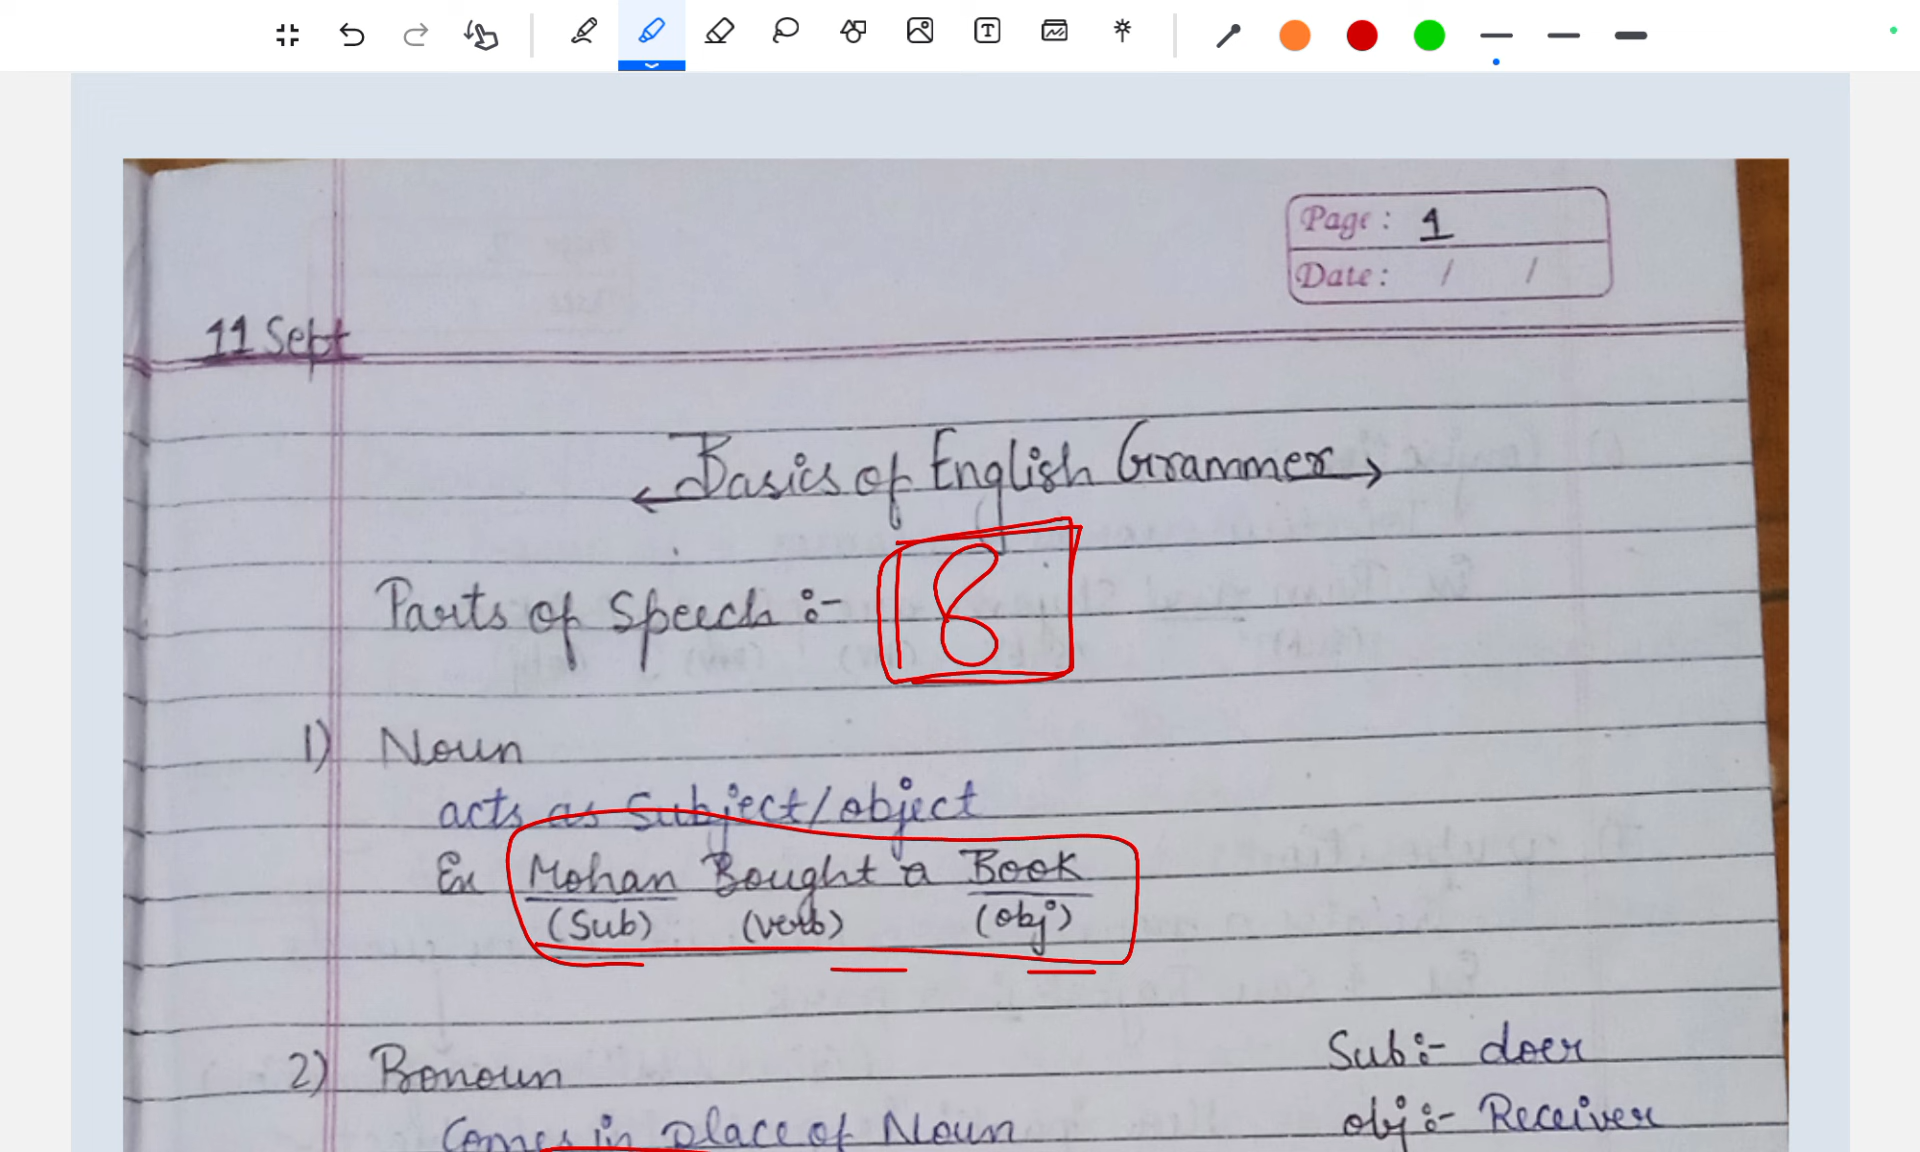 Page: 1
Date: / /
11 Sept
Basics of English Grammer
Parts of Speech :- 8
1) Noun
acts as Subject/object
Ex Mohan Bought a Book
(Sub) (verb) (obj)
Sub:- doer
2) Pronoun
obj:- Receiver
Comes in place of Noun